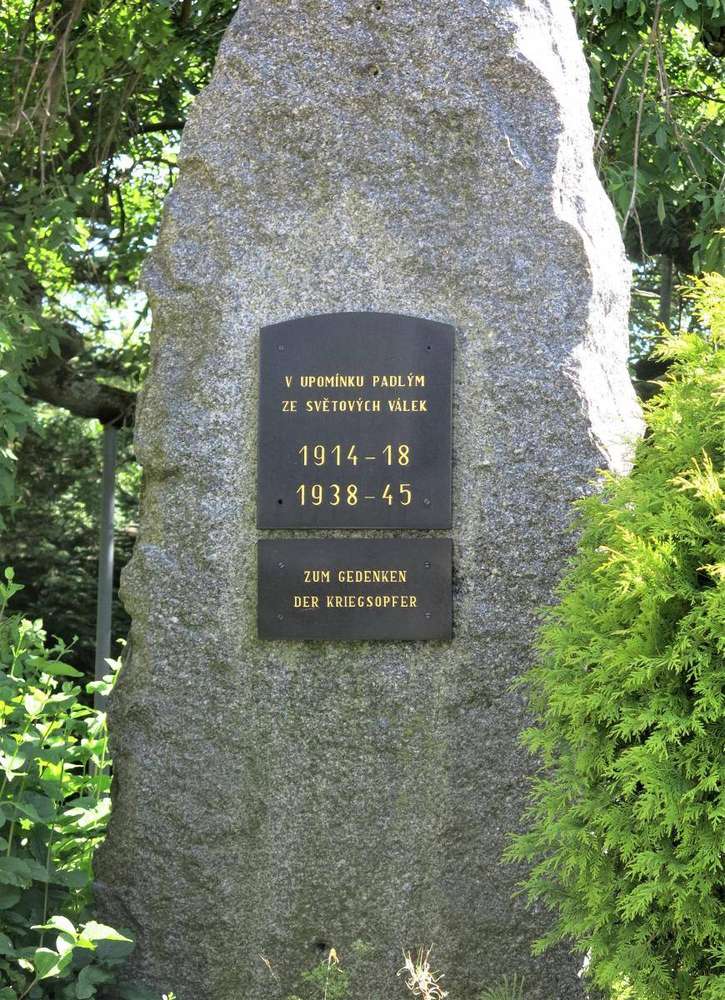 V UPOMÍNKU PADLÝM
ZE SVĚTOVÝCH VÁLEK
1914-18
1938-45
ZUM GEDENKEN
DER KRIEGSOPFER